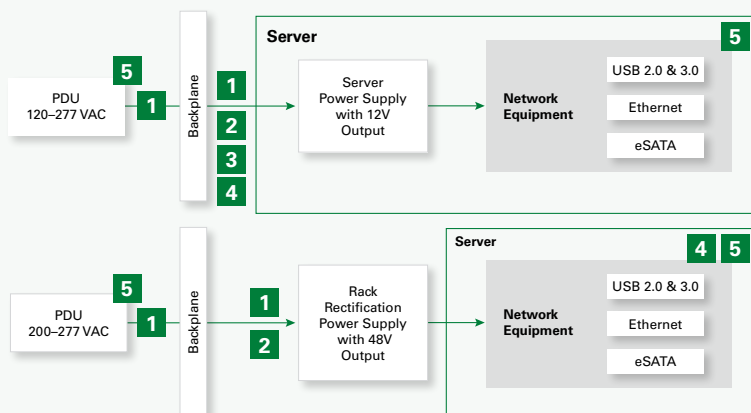 Server
5
5
PDU
120–277 VAC
1
Backplane
1
2
3
4
Server
Power Supply
with 12V
Output
Network
Equipment
USB 2.0 & 3.0
Ethernet
eSATA
Server
4 5
5
PDU
200–277 VAC
1
Backplane
1
2
Rack
Rectification
Power Supply
with 48V
Output
Network
Equipment
USB 2.0 & 3.0
Ethernet
eSATA